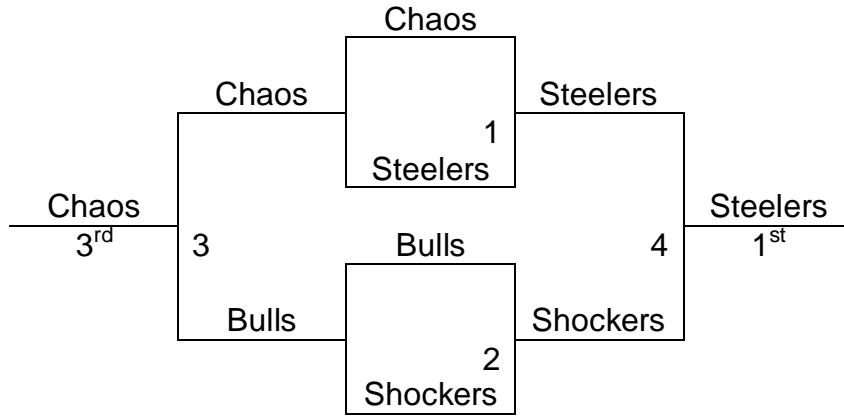 Chaos
Chaos Steelers
1
Steelers
Chaos Steelers
3rd 3 Bulls 4 1st
Bulls Shockers
2
Shockers